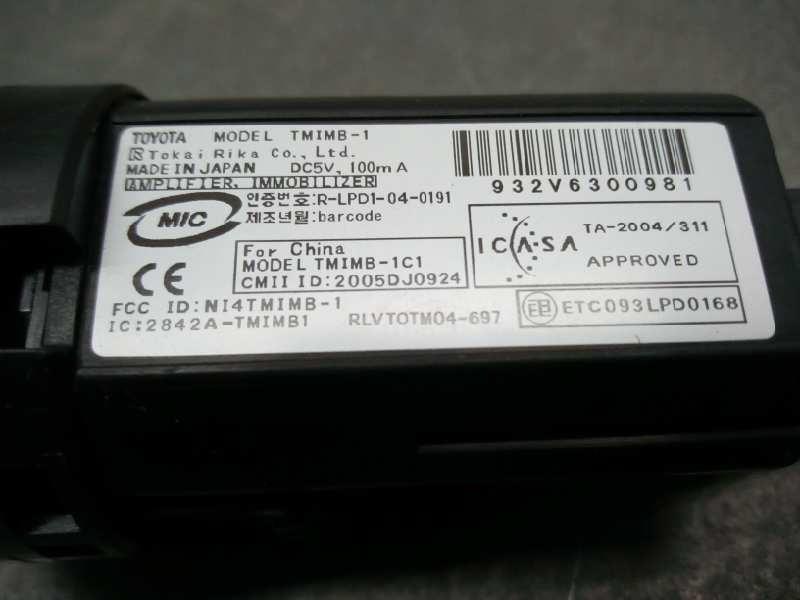 TOYOTA MODEL TMIMB-1
Tokai Rika Co., Ltd.
MADE IN JAPAN DC5V, 100mA
AMPLIFIER, IMMOBILIZER
932V6300981
MIC
인증번호:R-LPD1-04-0191
제조년월:barcode
For China
MODEL TMIMB-1C1
CMII ID:2005DJ0924
ICASA
TA-2004/311
APPROVED
CE
FCC ID:NI4TMIMB-1
IC:2842A-TMIMB1
RLVTOTM04-697
ETC093LPD0168